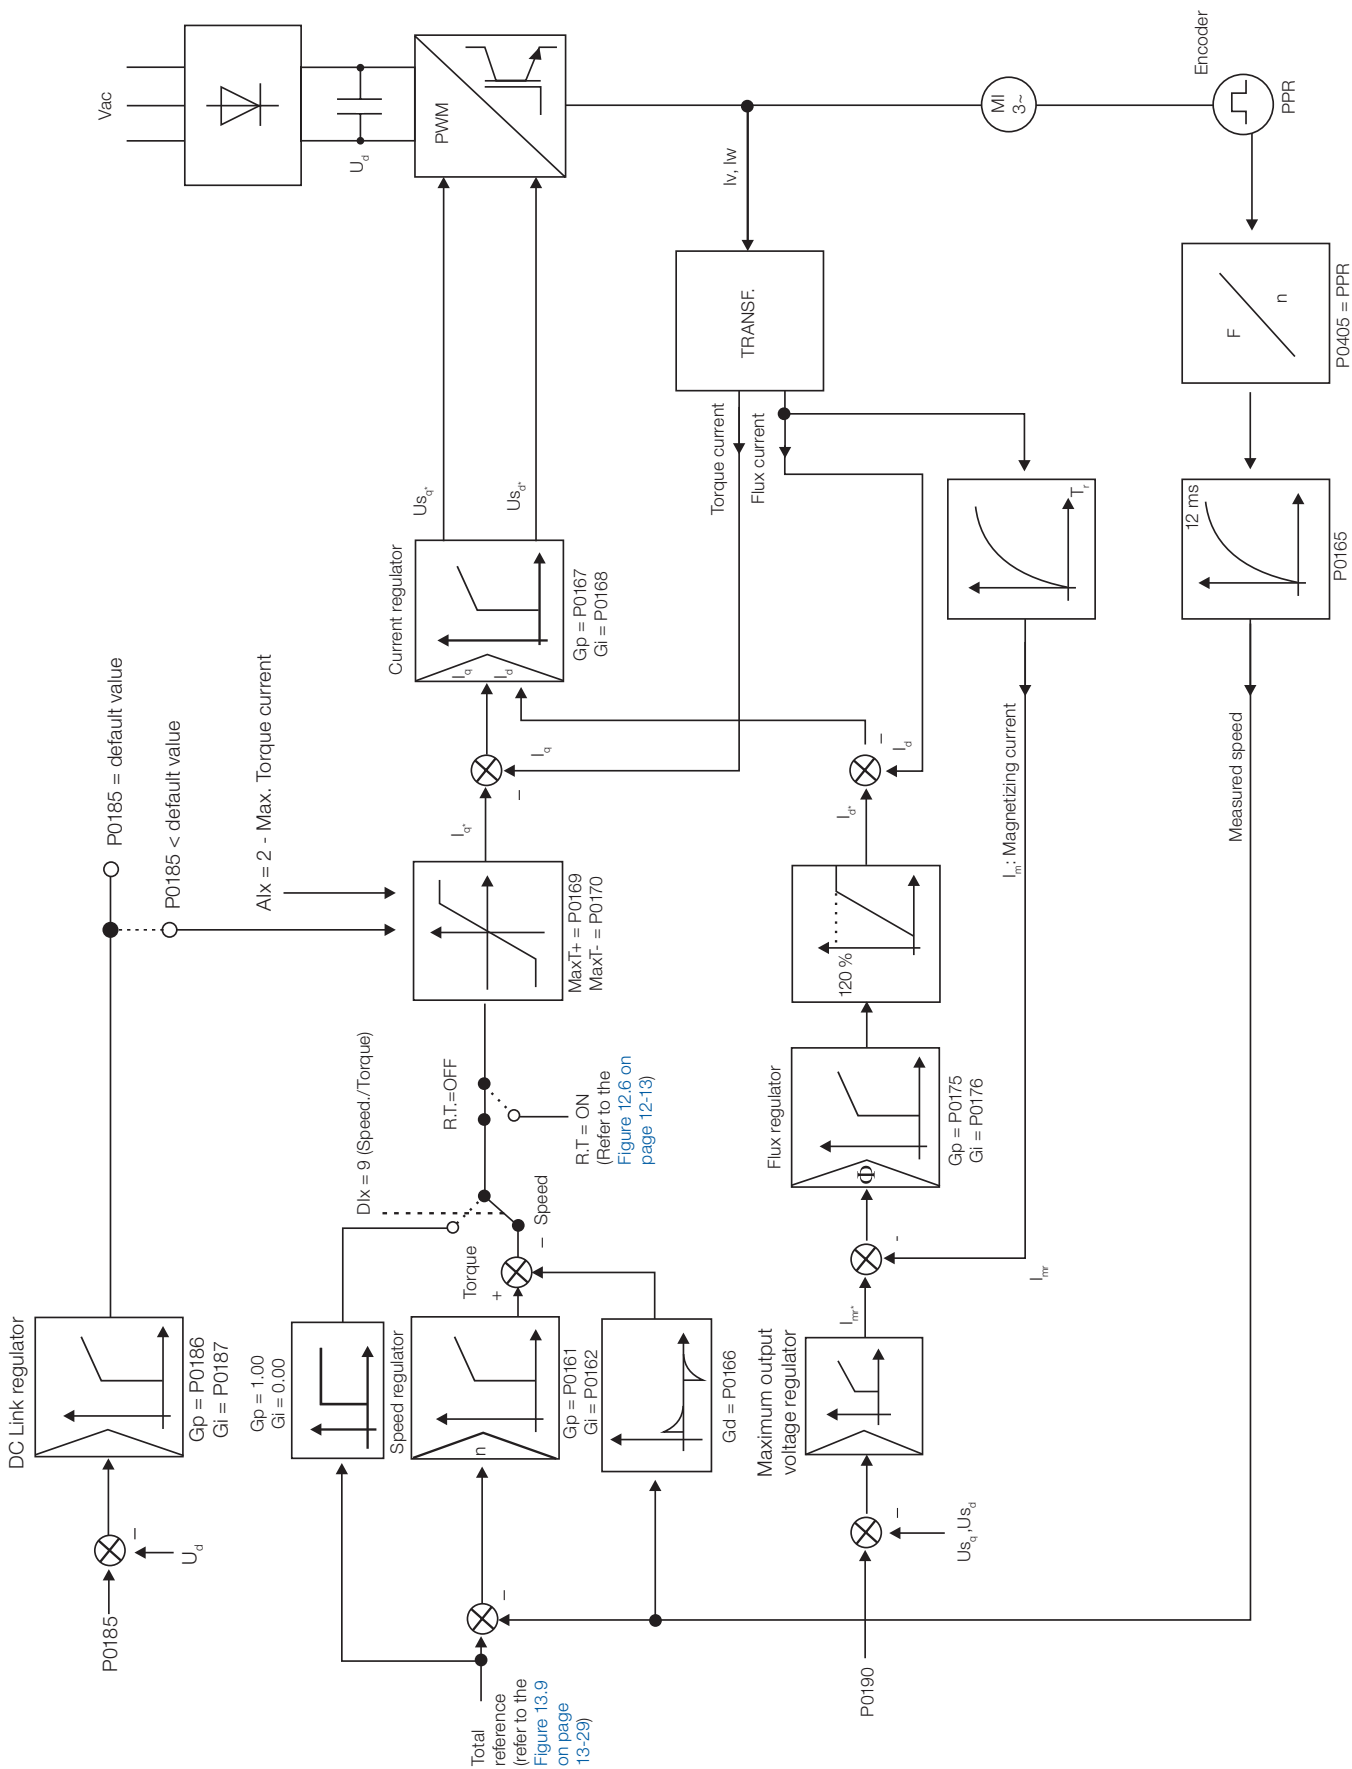 DC Link regulator
P0185
U_d
–
Gp = P0186
Gi = P0187
P0185 = default value
P0185 < default value
AIx = 2 - Max. Torque current
Vac
U_d
PWM
Gp = 1.00
Gi = 0.00
Total
reference
(refer to the
Figure 13.9
on page
13-29)
–
Speed regulator
n
Gp = P0161
Gi = P0162
Gd = P0166
Torque
+
–
Speed
DIx = 9 (Speed./Torque)
R.T.=OFF
R.T = ON
(Refer to the
Figure 12.6 on
page 12-13)
MaxT+ = P0169
MaxT- = P0170
I_q*
–
I_q
Current regulator
I_q
I_d
Gp = P0167
Gi = P0168
Us_q*
Us_d*
Iv, Iw
TRANSF.
Torque current
Flux current
MI
3~
Encoder
PPR
P0190
–
Us_q ,Us_d
Maximum output
voltage regulator
I_mr*
-
I_mr
Flux regulator
Φ
Gp = P0175
Gi = P0176
120 %
I_d*
–
I_d
I_m: Magnetizing current
T_r
F
n
P0405 = PPR
12 ms
P0165
Measured speed